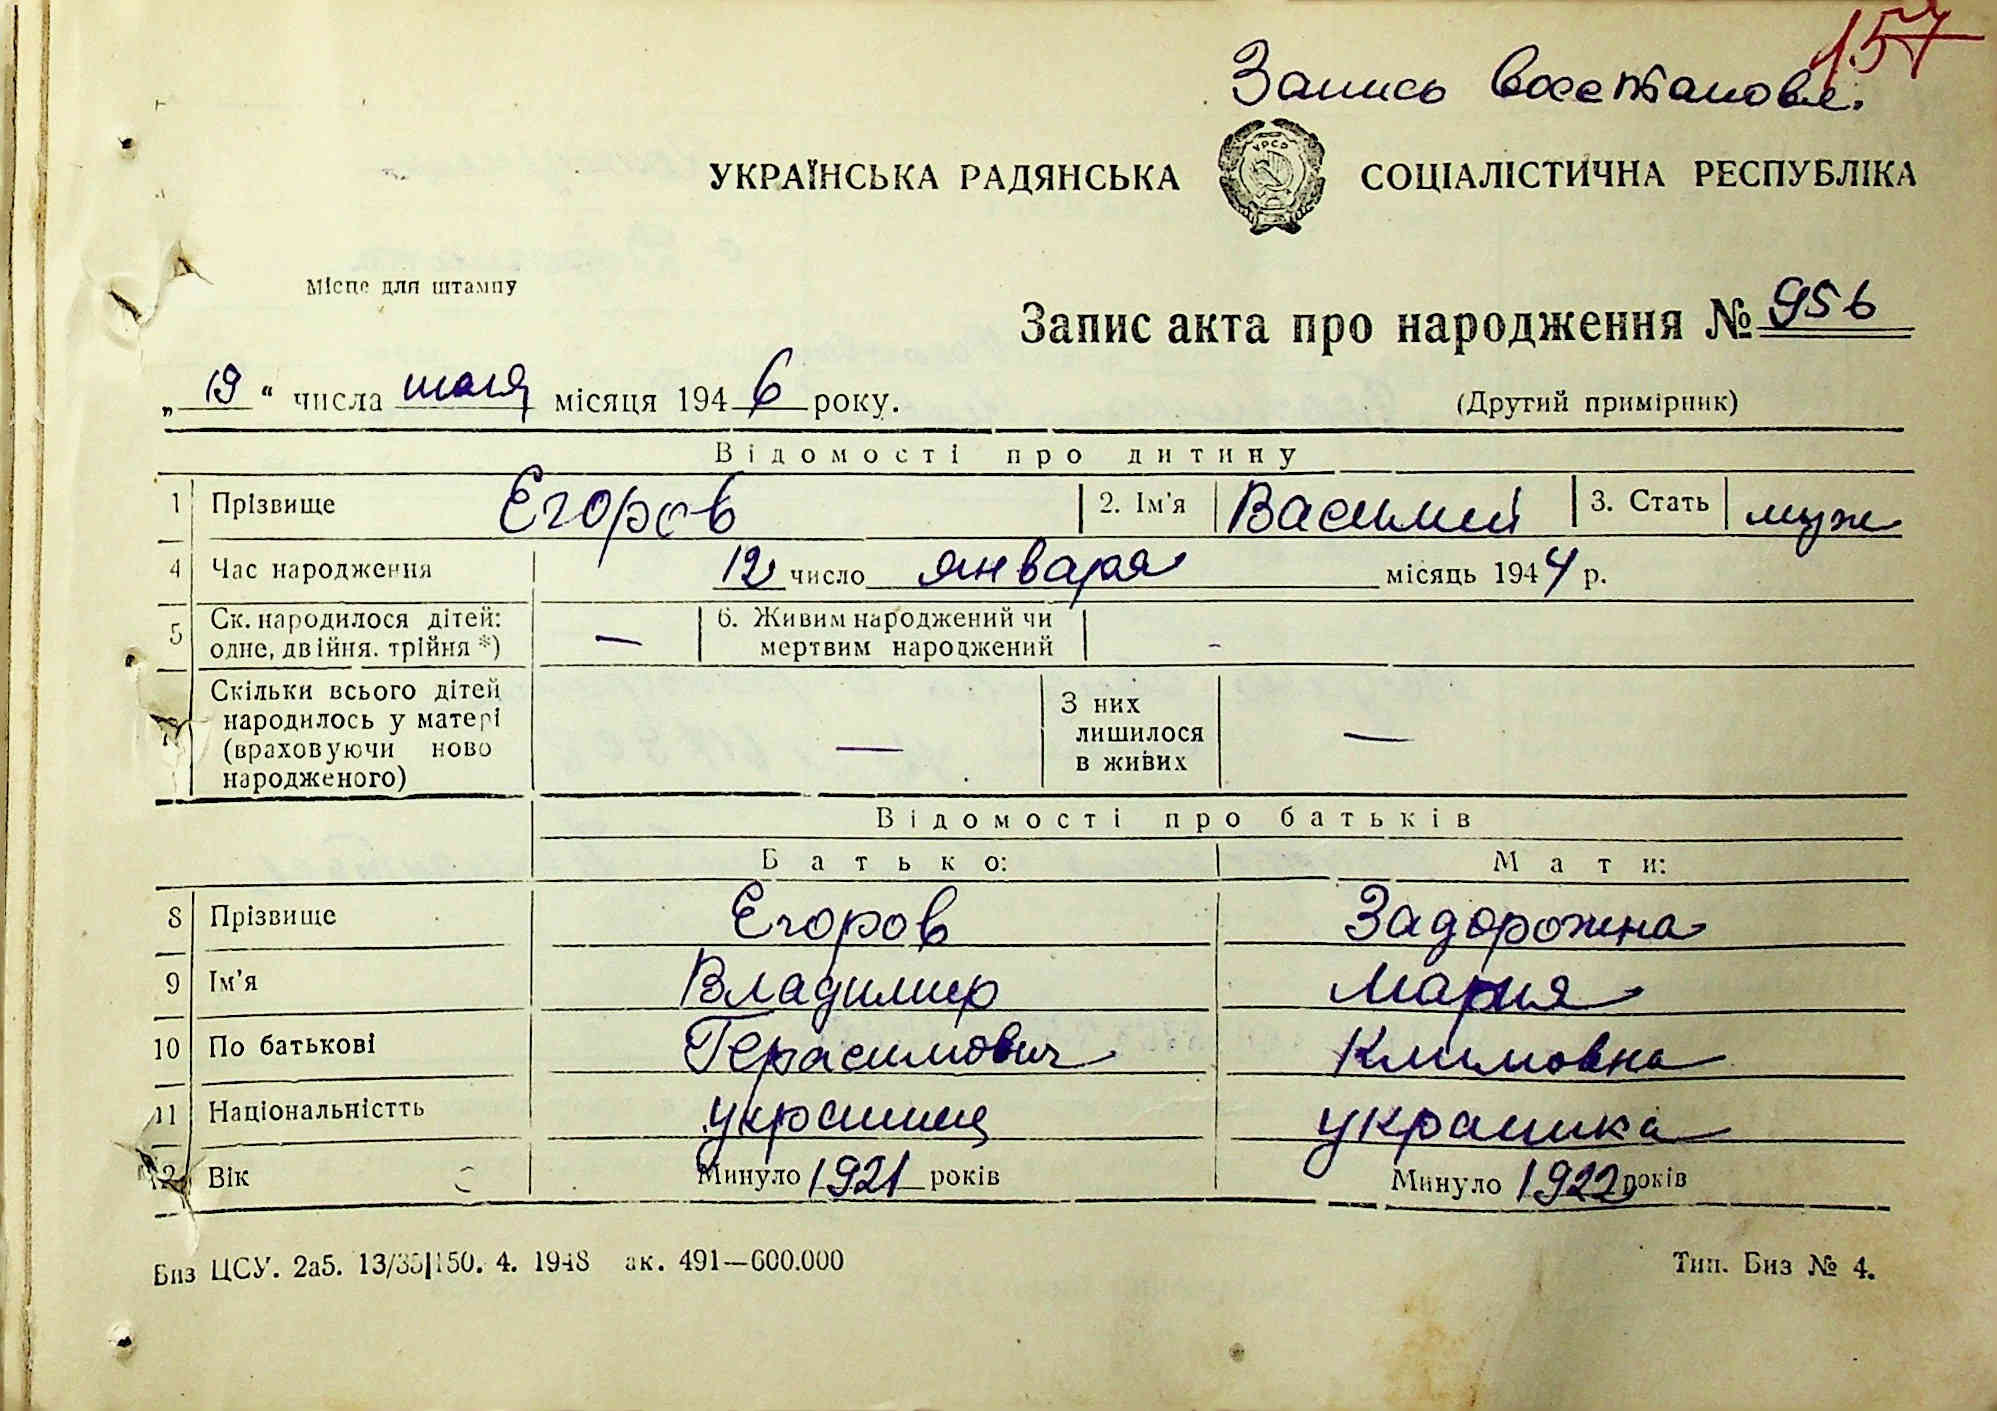 157
Запись восстановл.
УКРАЇНСЬКА РАДЯНСЬКА УРСР СОЦІАЛІСТИЧНА РЕСПУБЛІКА
Місце для штампу
Запис акта про народження № 956
„ 19 “ числа июля місяця 1946 року.
(Другий примірник)
Відомості про дитину
1 Прізвище Егоров 2. Ім'я Василий 3. Стать муж
4 Час народження 12 число января місяць 1944 р.
5 Ск. народилося дітей: одне, двійня. трійня *) — 6. Живим народжений чи мертвим народжений -
Скільки всього дітей народилось у матері (враховуючи ново народженого) — З них лишилося в живих —
Відомості про батьків
Батько: Мати:
8 Прізвище Егоров Задорожна
9 Ім'я Владимир Мария
10 По батькові Герасимович Климовна
11 Національністть украинец украинка
12 Вік Минуло 1921 років Минуло 1922 років
Биз ЦСУ. 2а5. 13/35|150. 4. 1948 ак. 491—600.000
Тип. Биз № 4.